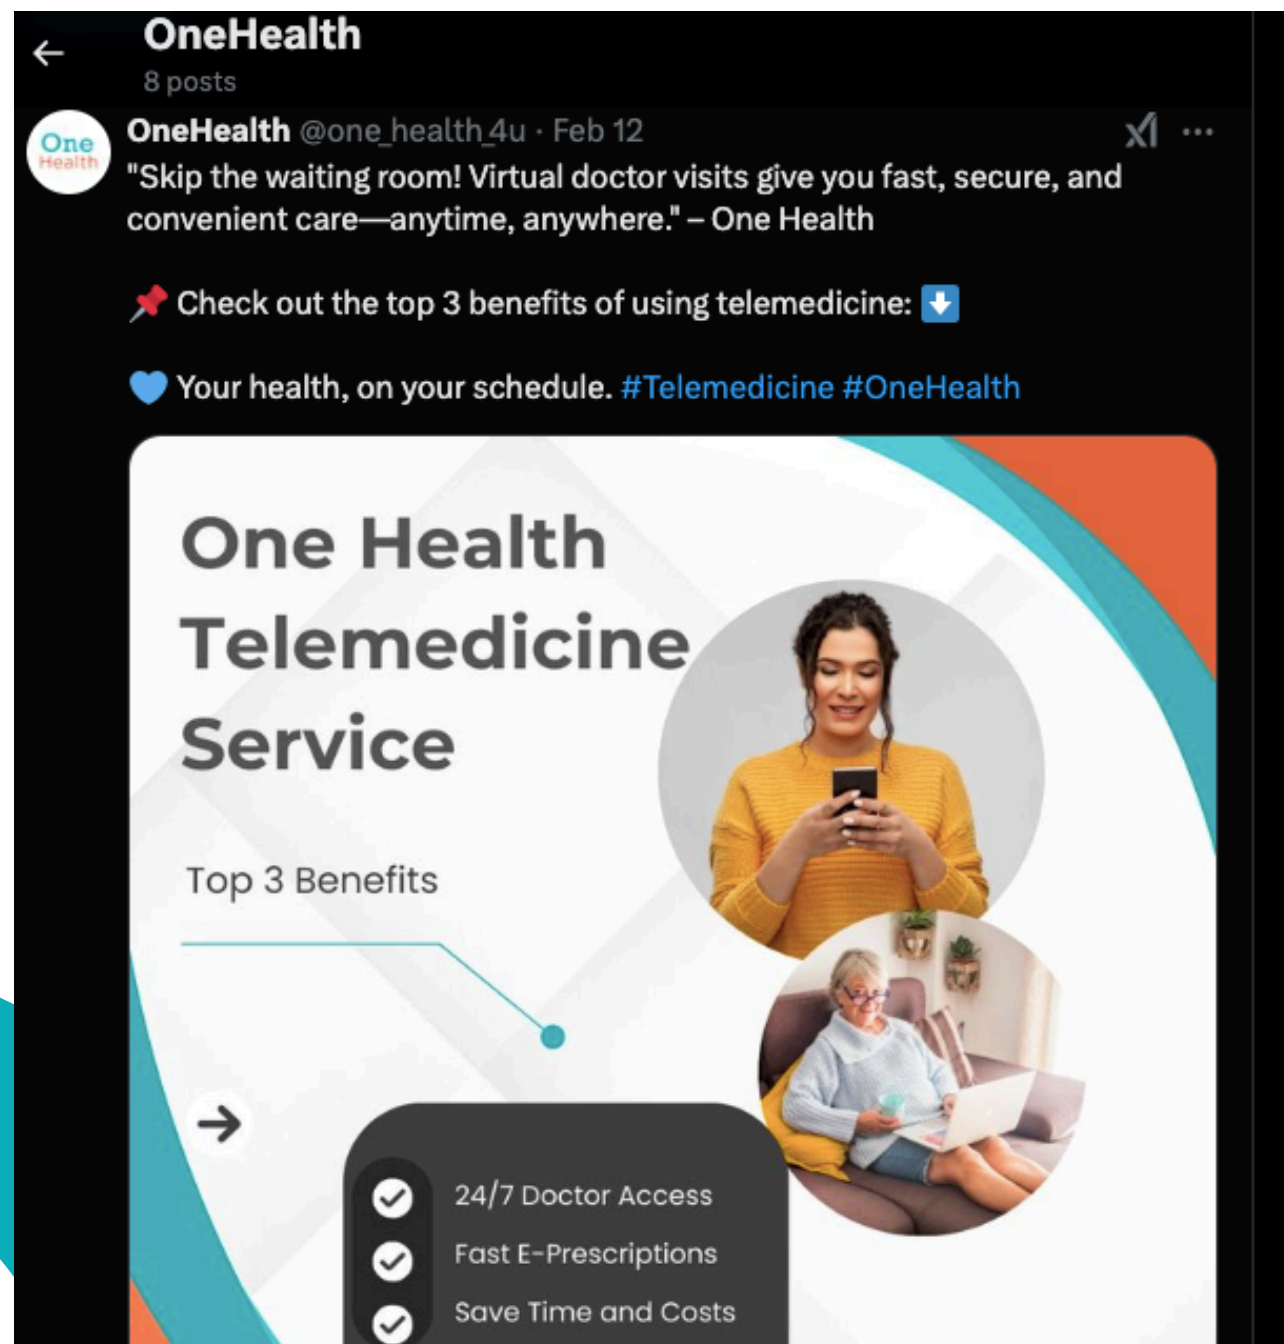 OneHealth
8 posts
One
Health
OneHealth @one_health_4u · Feb 12
"Skip the waiting room! Virtual doctor visits give you fast, secure, and
convenient care—anytime, anywhere." – One Health
📌 Check out the top 3 benefits of using telemedicine: ⬇️
💙 Your health, on your schedule. #Telemedicine #OneHealth
One Health
Telemedicine
Service
Top 3 Benefits
24/7 Doctor Access
Fast E-Prescriptions
Save Time and Costs